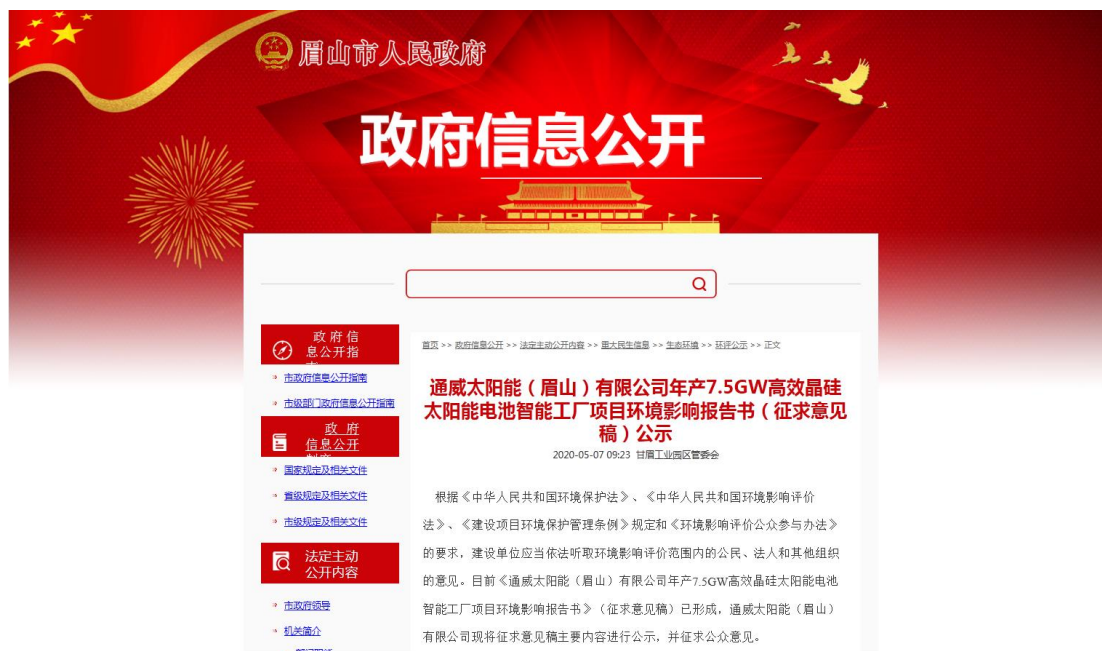 眉山市人民政府
政府信息公开
政府信
息公开指
市政府信息公开指南
市级部门政府信息公开指南
政 府
信息公开
国家规定及相关文件
省级规定及相关文件
市级规定及相关文件
法定主动
公开内容
市政府领导
机关简介
首页 >> 政府信息公开 >> 法定主动公开内容 >> 重大民生信息 >> 生态环境 >> 环评公示 >> 正文
通威太阳能（眉山）有限公司年产7.5GW高效晶硅
太阳能电池智能工厂项目环境影响报告书（征求意见
稿）公示
2020-05-07 09:23 甘眉工业园区管委会
根据《中华人民共和国环境保护法》、《中华人民共和国环境影响评价
法》、《建设项目环境保护管理条例》规定和《环境影响评价公众参与办法》
的要求，建设单位应当依法听取环境影响评价范围内的公民、法人和其他组织
的意见。目前《通威太阳能（眉山）有限公司年产7.5GW高效晶硅太阳能电池
智能工厂项目环境影响报告书》（征求意见稿）已形成，通威太阳能（眉山）
有限公司现将征求意见稿主要内容进行公示，并征求公众意见。